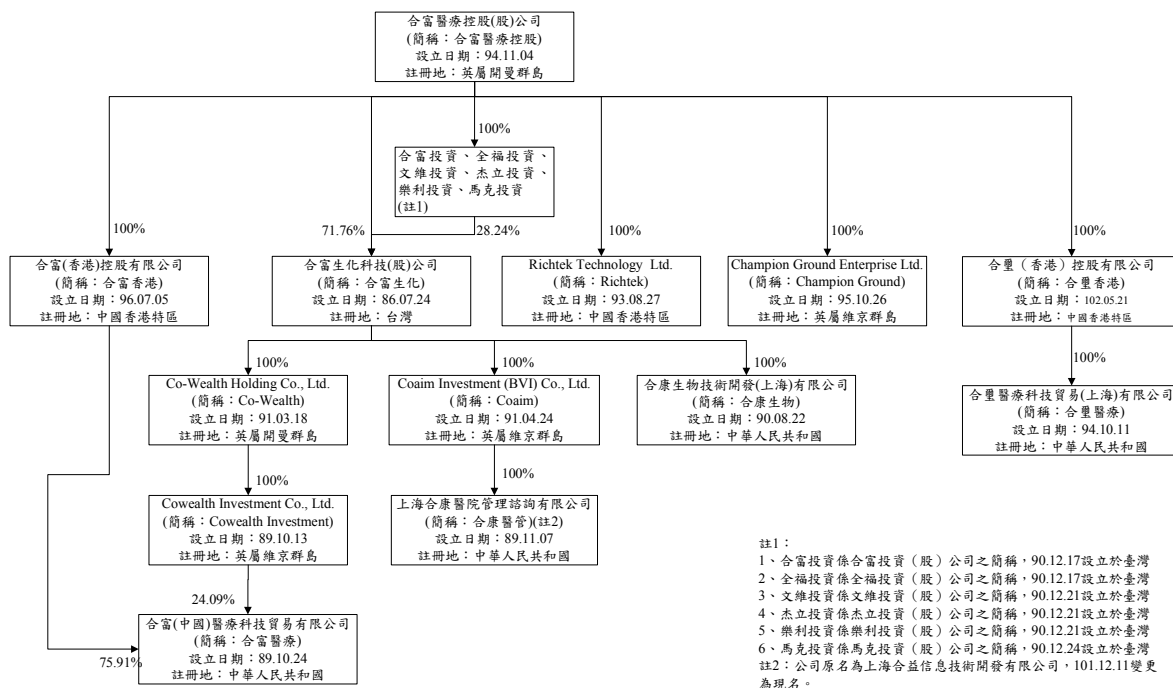 合富醫療控股(股)公司
(簡稱：合富醫療控股)
設立日期：94.11.04
註冊地：英屬開曼群島
100%
合富投資、全福投資、
文維投資、杰立投資、
樂利投資、馬克投資
(註1)
100%
71.76%
28.24%
100%
100%
100%
合富(香港)控股有限公司
(簡稱：合富香港)
設立日期：96.07.05
註冊地：中國香港特區
合富生化科技(股)公司
(簡稱：合富生化)
設立日期：86.07.24
註冊地：台灣
Richtek Technology Ltd.
(簡稱：Richtek)
設立日期：93.08.27
註冊地：中國香港特區
Champion Ground Enterprise Ltd.
(簡稱：Champion Ground)
設立日期：95.10.26
註冊地：英屬維京群島
合璽（香港）控股有限公司
(簡稱：合璽香港)
設立日期：102.05.21
註冊地：中國香港特區
100%
100%
100%
100%
Co-Wealth Holding Co., Ltd.
(簡稱：Co-Wealth)
設立日期：91.03.18
註冊地：英屬開曼群島
Coaim Investment (BVI) Co., Ltd.
(簡稱：Coaim)
設立日期：91.04.24
註冊地：英屬維京群島
合康生物技術開發(上海)有限公司
(簡稱：合康生物)
設立日期：90.08.22
註冊地：中華人民共和國
合璽醫療科技貿易(上海)有限公司
(簡稱：合璽醫療)
設立日期：94.10.11
註冊地：中華人民共和國
100%
100%
Cowealth Investment Co., Ltd.
(簡稱：Cowealth Investment)
設立日期：89.10.13
註冊地：英屬維京群島
上海合康醫院管理諮詢有限公司
(簡稱：合康醫管)(註2)
設立日期：89.11.07
註冊地：中華人民共和國
24.09%
75.91%
合富(中國)醫療科技貿易有限公司
(簡稱：合富醫療)
設立日期：89.10.24
註冊地：中華人民共和國
註1：
1、合富投資係合富投資（股）公司之簡稱，90.12.17設立於臺灣
2、全福投資係全福投資（股）公司之簡稱，90.12.17設立於臺灣
3、文維投資係文維投資（股）公司之簡稱，90.12.21設立於臺灣
4、杰立投資係杰立投資（股）公司之簡稱，90.12.21設立於臺灣
5、樂利投資係樂利投資（股）公司之簡稱，90.12.21設立於臺灣
6、馬克投資係馬克投資（股）公司之簡稱，90.12.24設立於臺灣
註2：公司原名為上海合益信息技術開發有限公司，101.12.11變更
為現名。